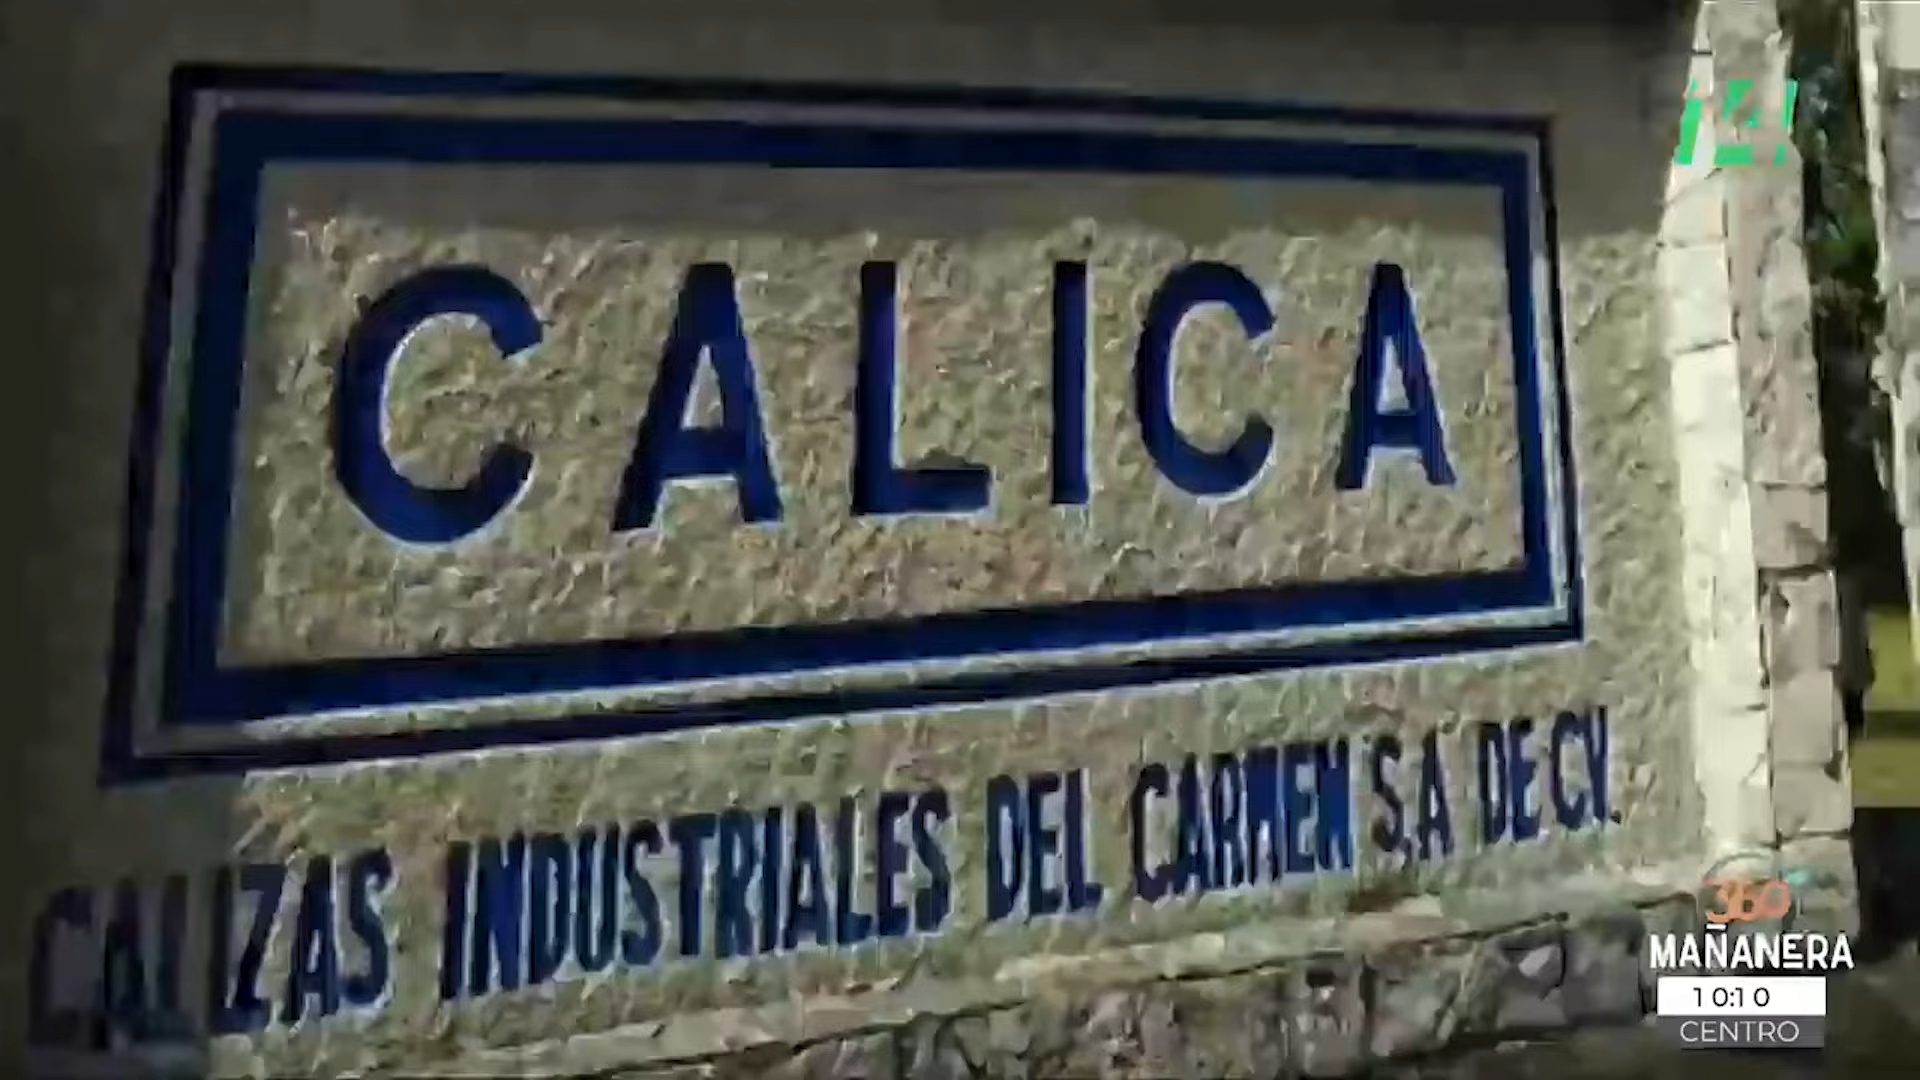 CALICA
CALIZAS INDUSTRIALES DEL CARMEN S.A DE C.V.
360°
MAÑANERA
10:10
CENTRO